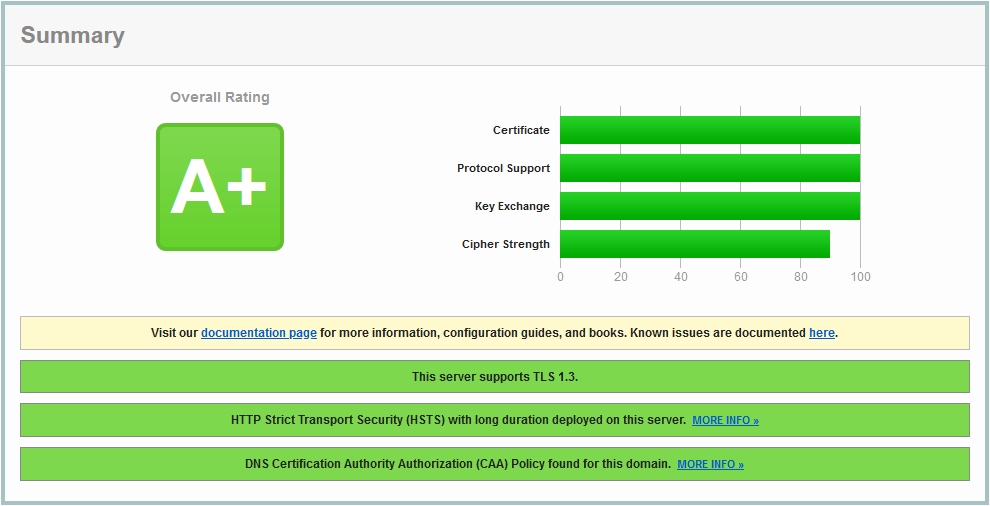 Summary
Overall Rating
A+
Certificate
Protocol Support
Key Exchange
Cipher Strength
0 20 40 60 80 100
Visit our documentation page for more information, configuration guides, and books. Known issues are documented here.
This server supports TLS 1.3.
HTTP Strict Transport Security (HSTS) with long duration deployed on this server. MORE INFO »
DNS Certification Authority Authorization (CAA) Policy found for this domain. MORE INFO »